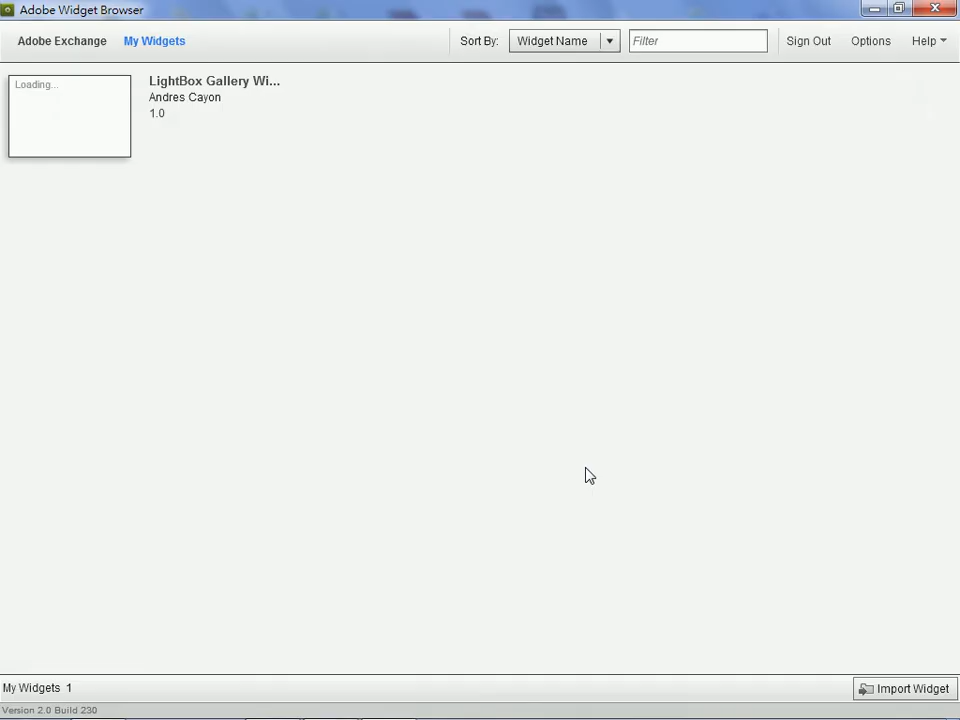 Adobe Widget Browser
Adobe Exchange My Widgets Sort By: Widget Name Filter Sign Out Options Help
Loading...
LightBox Gallery Wi...
Andres Cayon
1.0
My Widgets 1 Import Widget
Version 2.0 Build 230